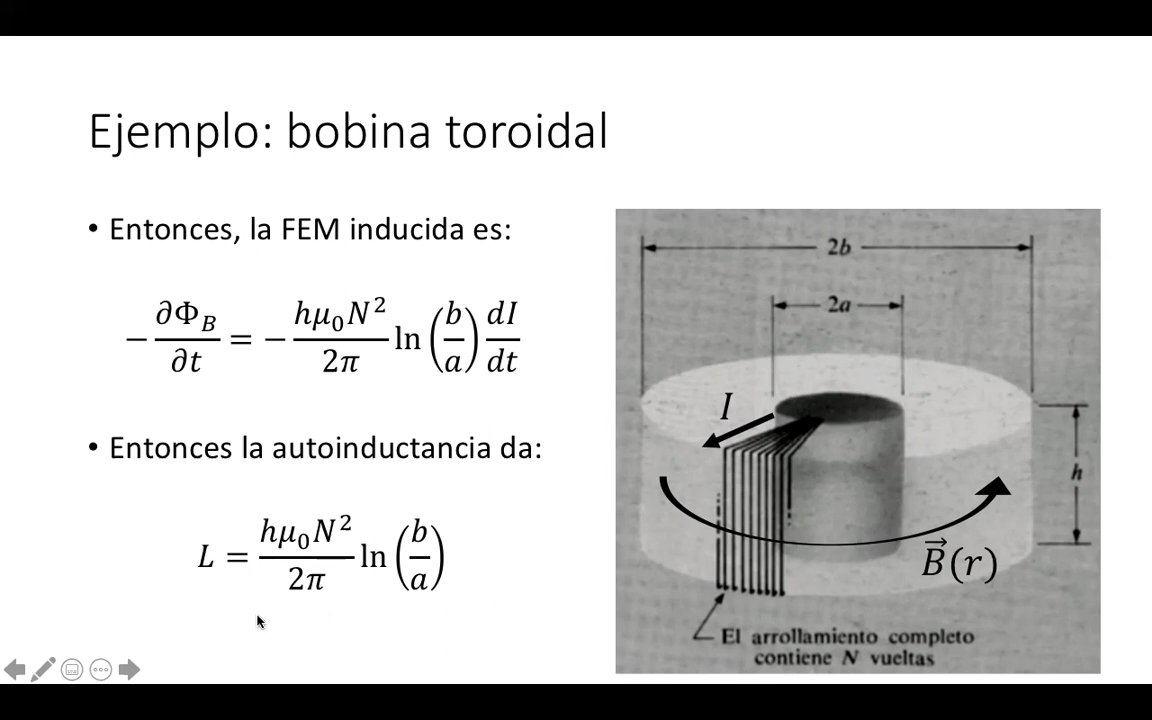 Ejemplo: bobina toroidal
• Entonces, la FEM inducida es:
−∂Φ_B/∂t = −(hμ₀N²/2π) ln(b/a) dI/dt
• Entonces la autoinductancia da:
L = (hμ₀N²/2π) ln(b/a)
2b
2a
I
h
B⃗(r)
El arrollamiento completo
contiene N vueltas